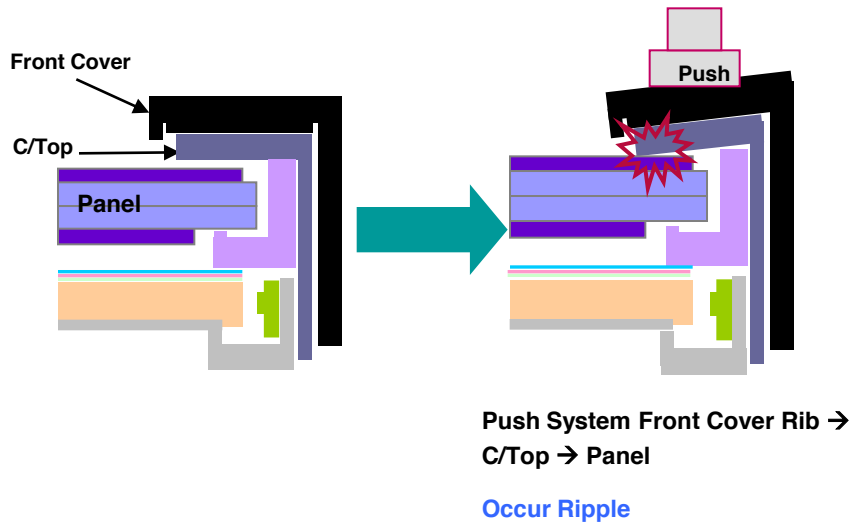 Front Cover
C/Top
Panel
Push
Push System Front Cover Rib →
C/Top → Panel
Occur Ripple